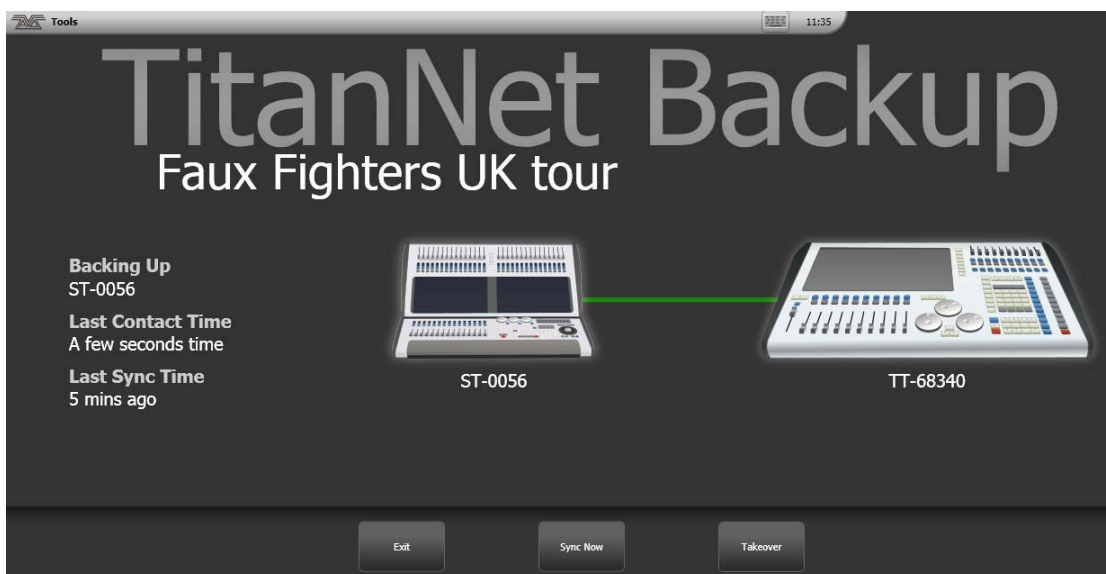 Tools
11:35
TitanNet Backup
Faux Fighters UK tour
Backing Up
ST-0056
Last Contact Time
A few seconds time
Last Sync Time
5 mins ago
ST-0056
TT-68340
Exit
Sync Now
Takeover